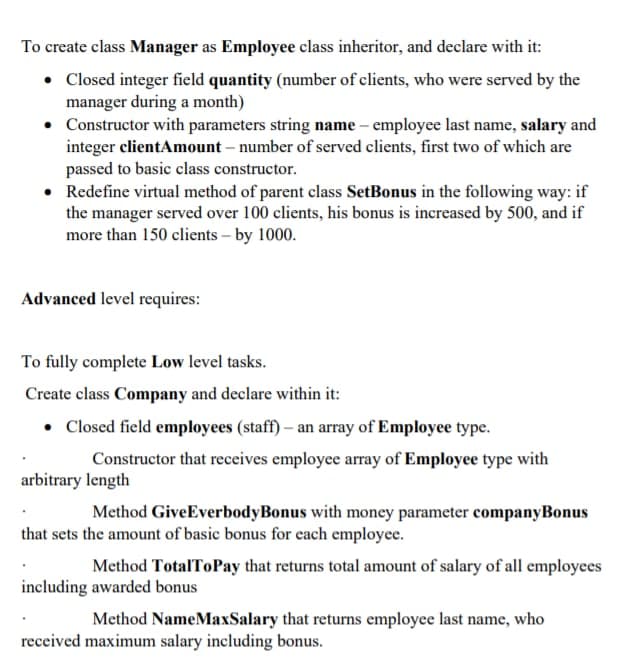 To create class Manager as Employee class inheritor, and declare with it:
• Closed integer field quantity (number of clients, who were served by the
manager during a month)
• Constructor with parameters string name – employee last name, salary and
integer clientAmount – number of served clients, first two of which are
passed to basic class constructor.
• Redefine virtual method of parent class SetBonus in the following way: if
the manager served over 100 clients, his bonus is increased by 500, and if
more than 150 clients – by 1000.
Advanced level requires:
To fully complete Low level tasks.
Create class Company and declare within it:
• Closed field employees (staff) – an array of Employee type.
· Constructor that receives employee array of Employee type with
arbitrary length
· Method GiveEverbodyBonus with money parameter companyBonus
that sets the amount of basic bonus for each employee.
· Method TotalToPay that returns total amount of salary of all employees
including awarded bonus
· Method NameMaxSalary that returns employee last name, who
received maximum salary including bonus.